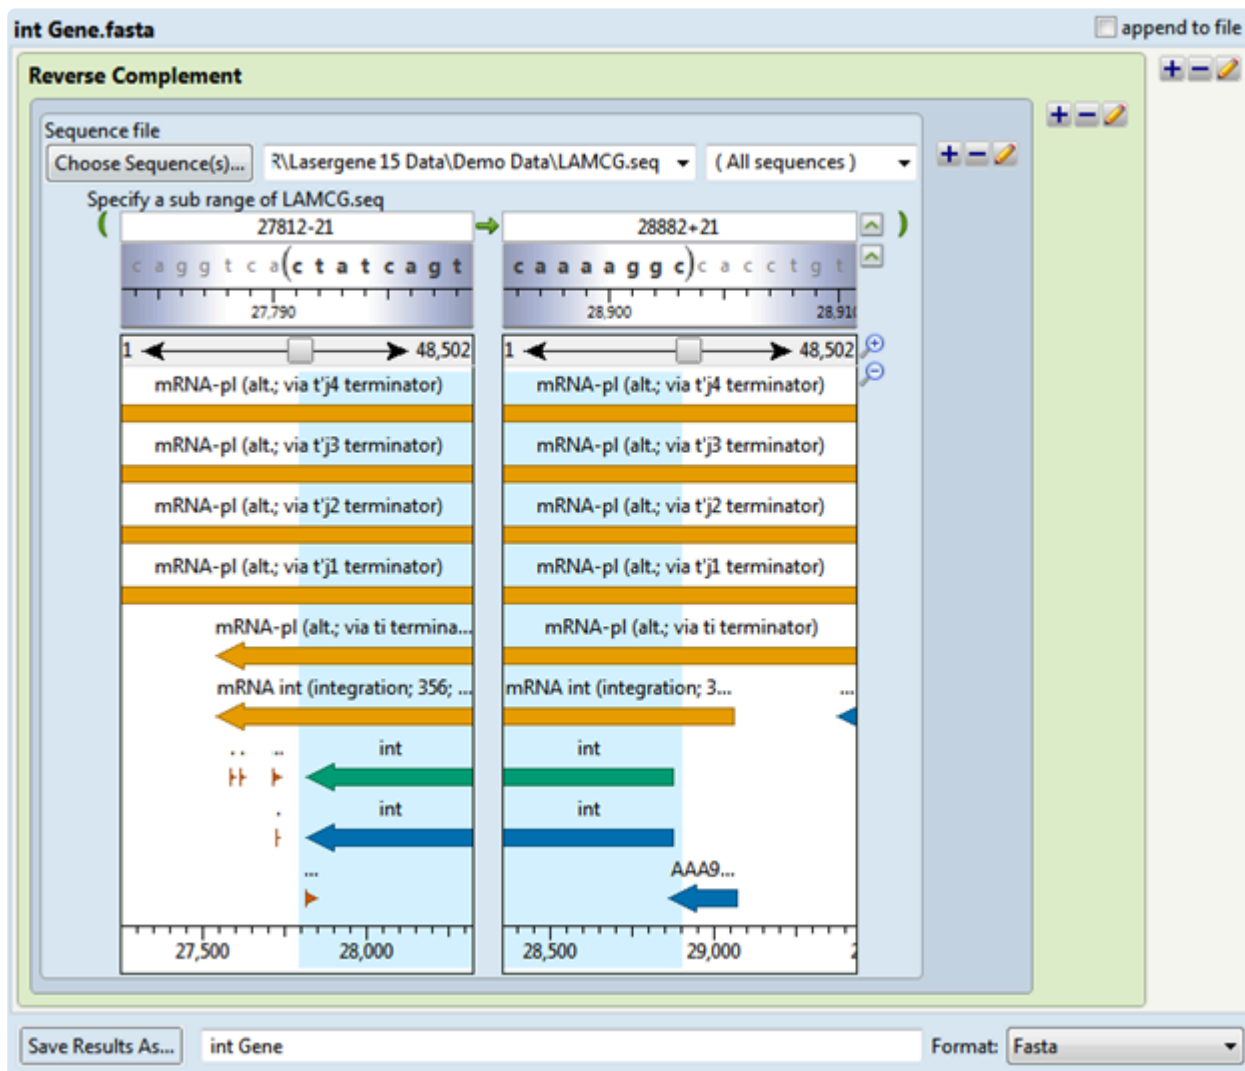 int Gene.fasta append to file
Reverse Complement
Sequence file
Choose Sequence(s)... R\Lasergene 15 Data\Demo Data\LAMCG.seq ( All sequences )
Specify a sub range of LAMCG.seq
( 27812-21 28882+21 )
c a g g t c a ( c t a t c a g t c a a a a g g c ) c a c c t g t
27,790 28,900 28,910
1 48,502 1 48,502
mRNA-pl (alt.; via t'j4 terminator) mRNA-pl (alt.; via t'j4 terminator)
mRNA-pl (alt.; via t'j3 terminator) mRNA-pl (alt.; via t'j3 terminator)
mRNA-pl (alt.; via t'j2 terminator) mRNA-pl (alt.; via t'j2 terminator)
mRNA-pl (alt.; via t'j1 terminator) mRNA-pl (alt.; via t'j1 terminator)
mRNA-pl (alt.; via ti termina... mRNA-pl (alt.; via ti terminator)
mRNA int (integration; 356; ... mRNA int (integration; 3... ...
.. .. int int
. int int
... AAA9...
27,500 28,000 28,500 29,000
Save Results As... int Gene Format: Fasta